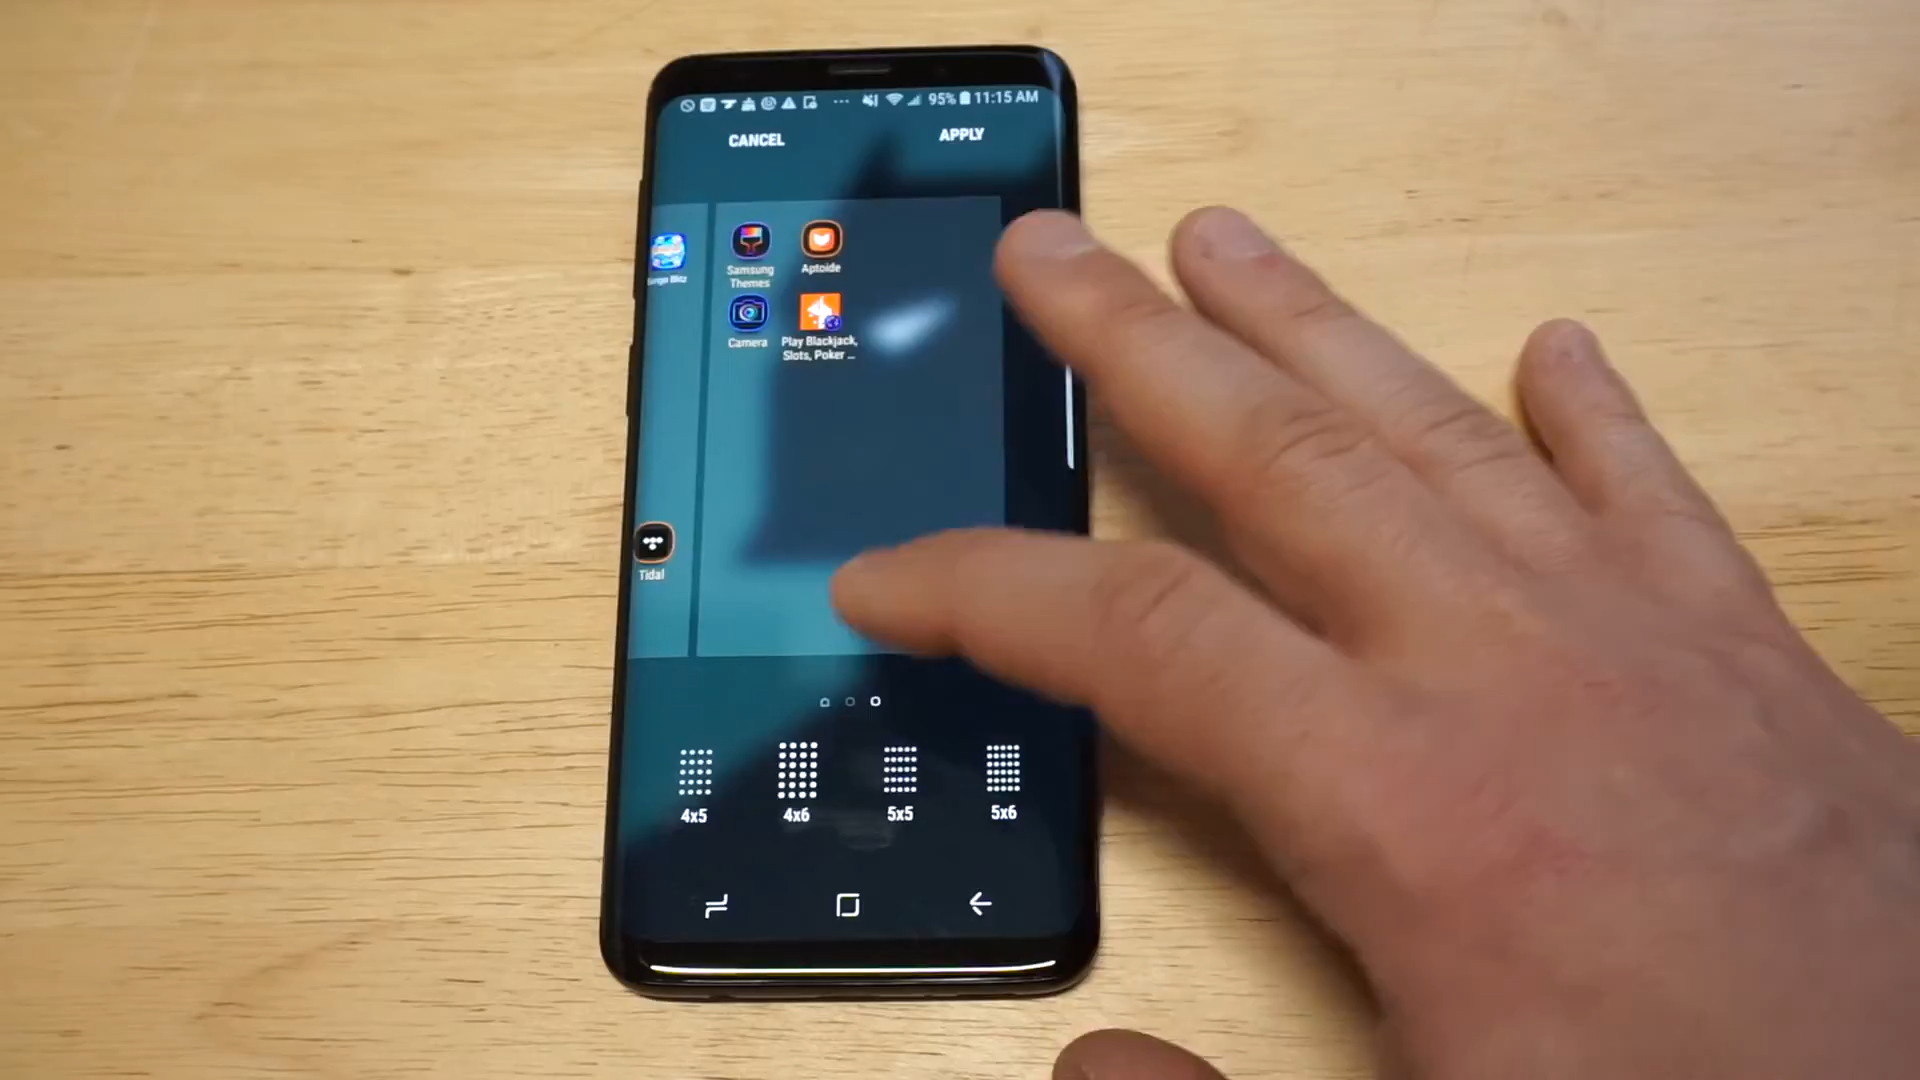 95% 11:15 AM
CANCEL APPLY
Samsung
Themes
Aptoide
Camera
Play Blackjack,
Slots, Poker ...
Tidal
4x5 4x6 5x5 5x6